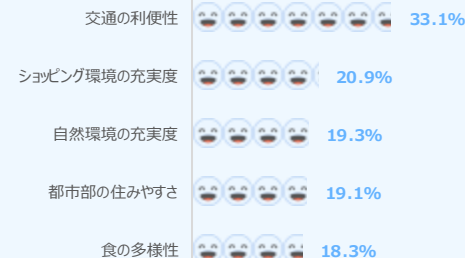 交通の利便性 33.1%
ショッピング環境の充実度 20.9%
自然環境の充実度 19.3%
都市部の住みやすさ 19.1%
食の多様性 18.3%